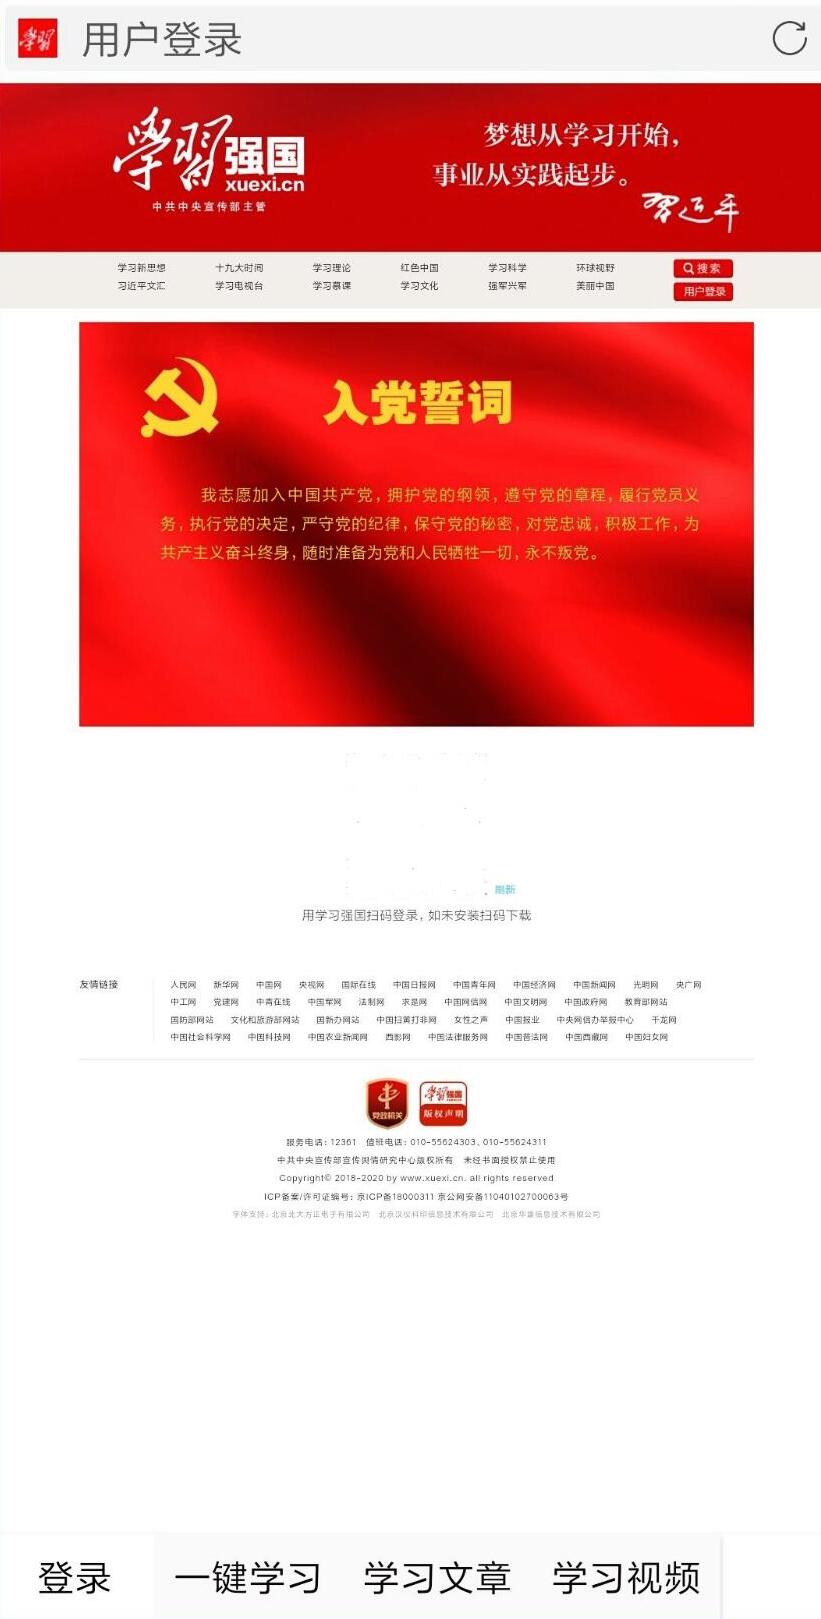 用户登录
學習强国
xuexi.cn
中共中央宣传部主管
梦想从学习开始，
事业从实践起步。
习近平
学习新思想 十九大时间 学习理论 红色中国 学习科学 环球视野 搜索
习近平文汇 学习电视台 学习慕课 学习文化 强军兴军 美丽中国 用户登录
入党誓词
我志愿加入中国共产党，拥护党的纲领，遵守党的章程，履行党员义
务，执行党的决定，严守党的纪律，保守党的秘密，对党忠诚，积极工作，为
共产主义奋斗终身，随时准备为党和人民牺牲一切，永不叛党。
刷新
用学习强国扫码登录，如未安装扫码下载
友情链接 人民网 新华网 中国网 央视网 国际在线 中国日报网 中国青年网 中国经济网 中国新闻网 光明网 央广网
中工网 党建网 中青在线 中国军网 法制网 求是网 中国网信网 中国文明网 中国政府网 教育部网站
国防部网站 文化和旅游部网站 国新办网站 中国扫黄打非网 女性之声 中国报业 中央网信办举报中心 千龙网
中国社会科学网 中国科技网 中国农业新闻网 西影网 中国法律服务网 中国普法网 中国西藏网 中国妇女网
党政机关 學習强国
版权声明
服务电话：12361 值班电话：010-55624303、010-55624311
中共中央宣传部宣传舆情研究中心版权所有 未经书面授权禁止使用
Copyright© 2018-2020 by www.xuexi.cn. all rights reserved
ICP备案/许可证编号：京ICP备18000311 京公网安备11040102700063号
字体支持：北京北大方正电子有限公司 北京汉仪科印信息技术有限公司 北京华康信息技术有限公司
登录 一键学习 学习文章 学习视频